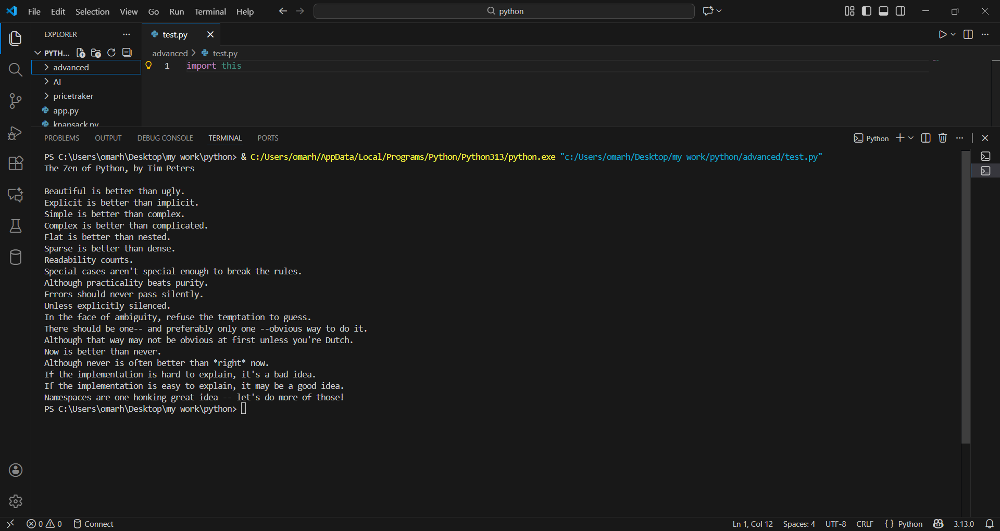 File Edit Selection View Go Run Terminal Help python
EXPLORER
test.py
PYTH...
advanced > test.py
advanced
1 import this
AI
pricetraker
app.py
knapsack.py
PROBLEMS OUTPUT DEBUG CONSOLE TERMINAL PORTS
Python
PS C:\Users\omarh\Desktop\my work\python> & C:/Users/omarh/AppData/Local/Programs/Python/Python313/python.exe "c:/Users/omarh/Desktop/my work/python/advanced/test.py"
The Zen of Python, by Tim Peters
Beautiful is better than ugly.
Explicit is better than implicit.
Simple is better than complex.
Complex is better than complicated.
Flat is better than nested.
Sparse is better than dense.
Readability counts.
Special cases aren't special enough to break the rules.
Although practicality beats purity.
Errors should never pass silently.
Unless explicitly silenced.
In the face of ambiguity, refuse the temptation to guess.
There should be one-- and preferably only one --obvious way to do it.
Although that way may not be obvious at first unless you're Dutch.
Now is better than never.
Although never is often better than *right* now.
If the implementation is hard to explain, it's a bad idea.
If the implementation is easy to explain, it may be a good idea.
Namespaces are one honking great idea -- let's do more of those!
PS C:\Users\omarh\Desktop\my work\python>
0 0 Connect Ln 1, Col 12 Spaces: 4 UTF-8 CRLF { } Python 3.13.0